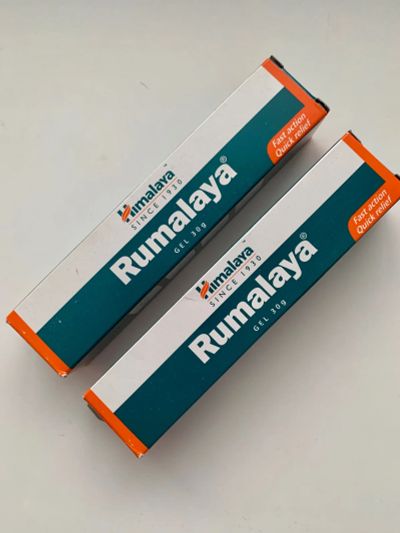 Himalaya
SINCE 1930
Rumalaya®
GEL 30g
Fast action
Quick relief
Himalaya
SINCE 1930
Rumalaya®
GEL 30g
Fast action
Quick relief